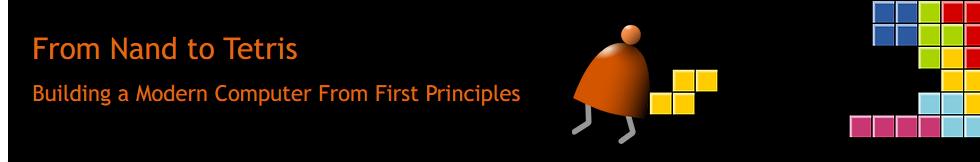 From Nand to Tetris
Building a Modern Computer From First Principles